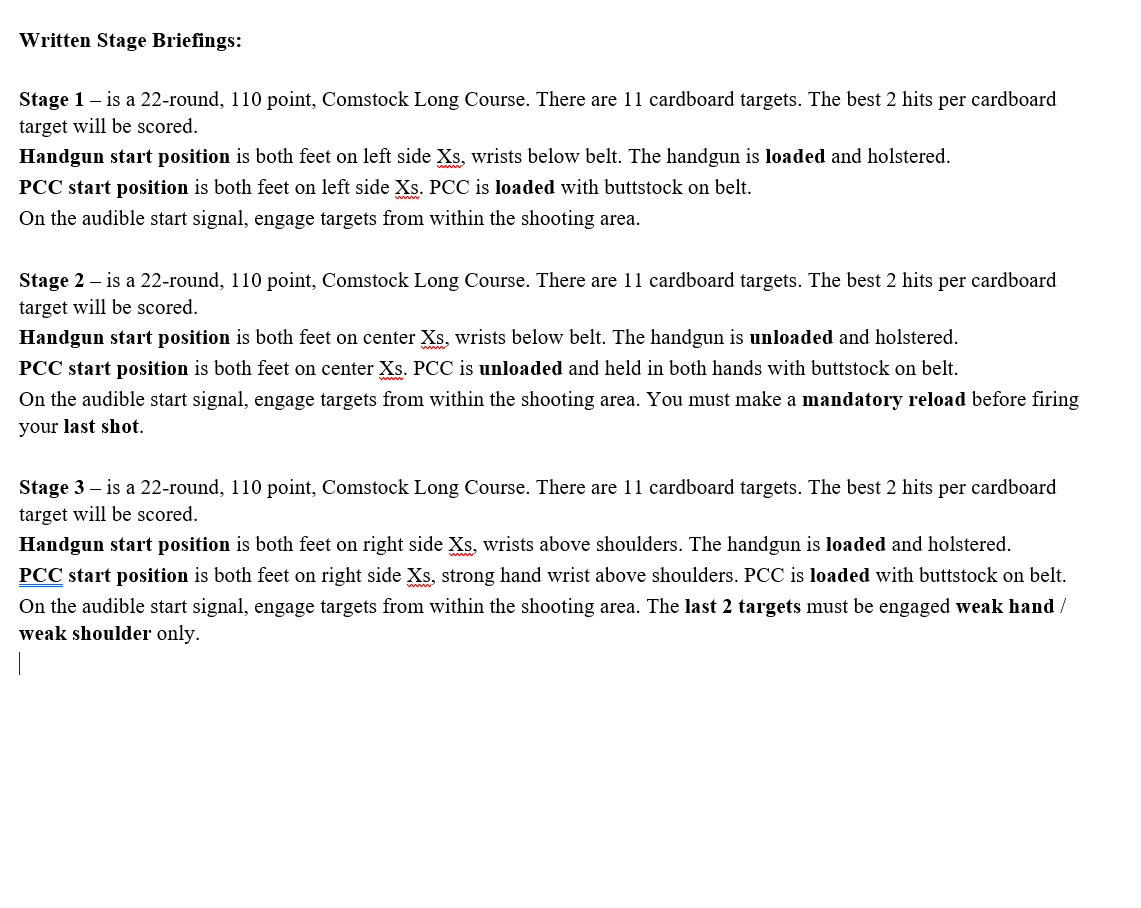 Written Stage Briefings:
Stage 1 – is a 22-round, 110 point, Comstock Long Course. There are 11 cardboard targets. The best 2 hits per cardboard
target will be scored.
Handgun start position is both feet on left side Xs, wrists below belt. The handgun is loaded and holstered.
PCC start position is both feet on left side Xs. PCC is loaded with buttstock on belt.
On the audible start signal, engage targets from within the shooting area.
Stage 2 – is a 22-round, 110 point, Comstock Long Course. There are 11 cardboard targets. The best 2 hits per cardboard
target will be scored.
Handgun start position is both feet on center Xs, wrists below belt. The handgun is unloaded and holstered.
PCC start position is both feet on center Xs. PCC is unloaded and held in both hands with buttstock on belt.
On the audible start signal, engage targets from within the shooting area. You must make a mandatory reload before firing
your last shot.
Stage 3 – is a 22-round, 110 point, Comstock Long Course. There are 11 cardboard targets. The best 2 hits per cardboard
target will be scored.
Handgun start position is both feet on right side Xs, wrists above shoulders. The handgun is loaded and holstered.
PCC start position is both feet on right side Xs, strong hand wrist above shoulders. PCC is loaded with buttstock on belt.
On the audible start signal, engage targets from within the shooting area. The last 2 targets must be engaged weak hand /
weak shoulder only.